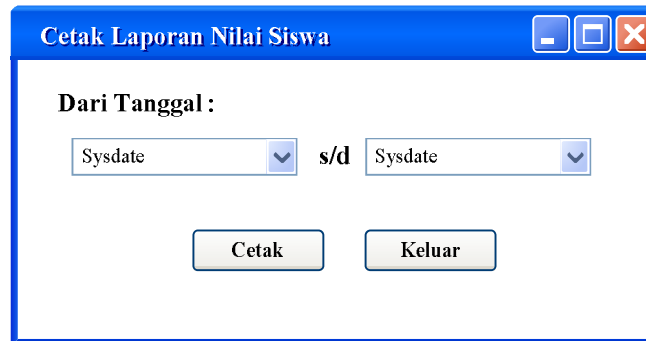 Cetak Laporan Nilai Siswa
Dari Tanggal :
Sysdate s/d Sysdate
Cetak Keluar